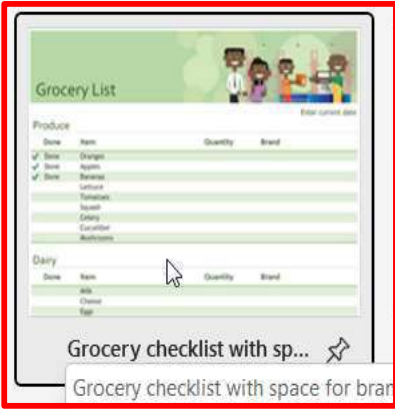 Grocery List
Enter current date
Produce
Done Item Quantity Brand
✓ Done Oranges
✓ Done Apples
✓ Done Bananas
Lettuce
Tomatoes
Squash
Celery
Cucumber
Mushrooms
Dairy
Done Item Quantity Brand
Milk
Cheese
Eggs
Grocery checklist with sp...
Grocery checklist with space for bran